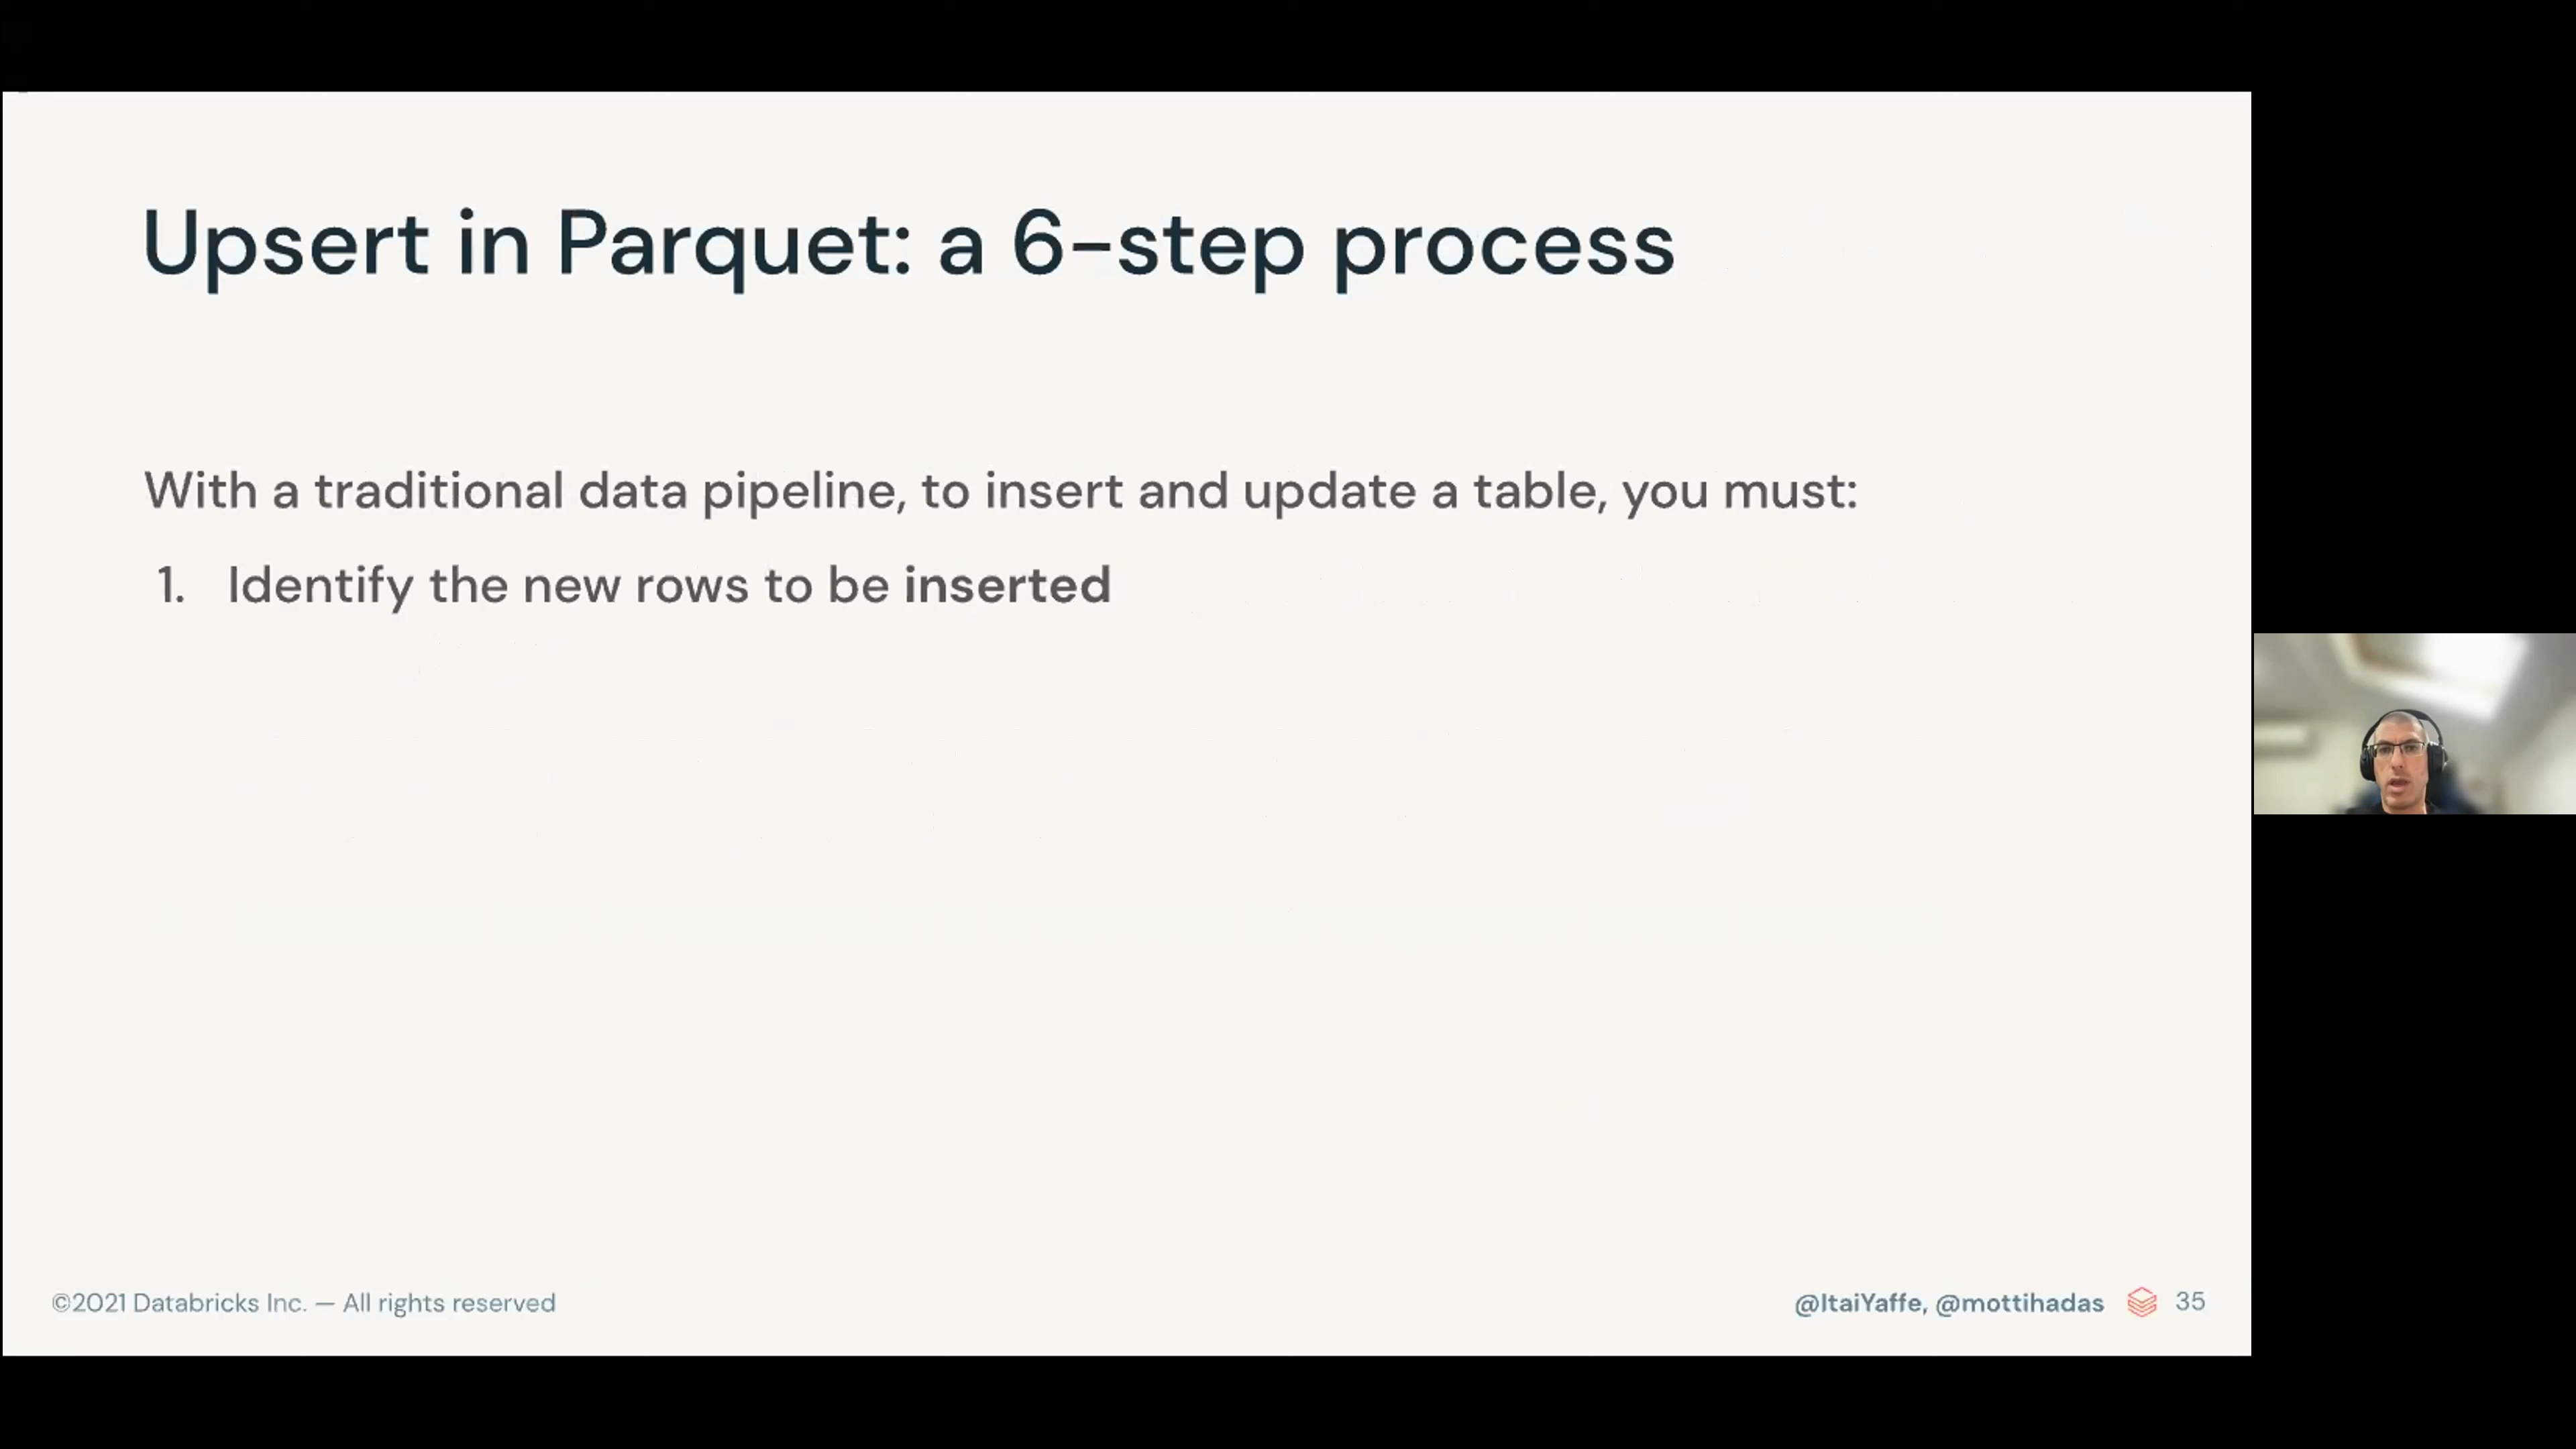 Upsert in Parquet: a 6-step process
With a traditional data pipeline, to insert and update a table, you must:
1. Identify the new rows to be inserted
©2021 Databricks Inc. — All rights reserved
@ItaiYaffe, @mottihadas 35